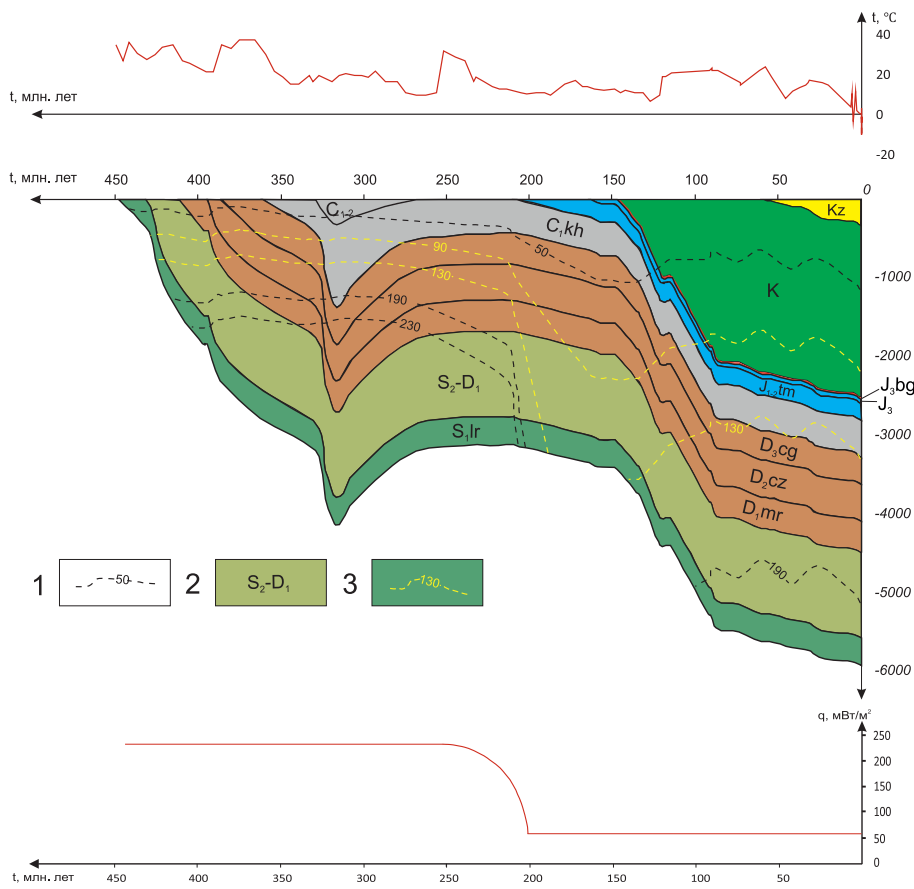 t, °C
40
20
0
-20
t, млн. лет
t, млн. лет 450 400 350 300 250 200 150 100 50 0
Kz
C₁₋₂
C₁kh
50
90
130
190
230
K
-1000
-2000
J₁₋₃tm
J₃bg
J₃
130
-3000
S₂-D₁
S₁lr
D₃cg
D₂cz
D₁mr
-4000
190
-5000
-6000
1 50 2 S₂-D₁ 3 130
q, мВт/м²
250
200
150
100
50
0
t, млн. лет 450 400 350 300 250 200 150 100 50